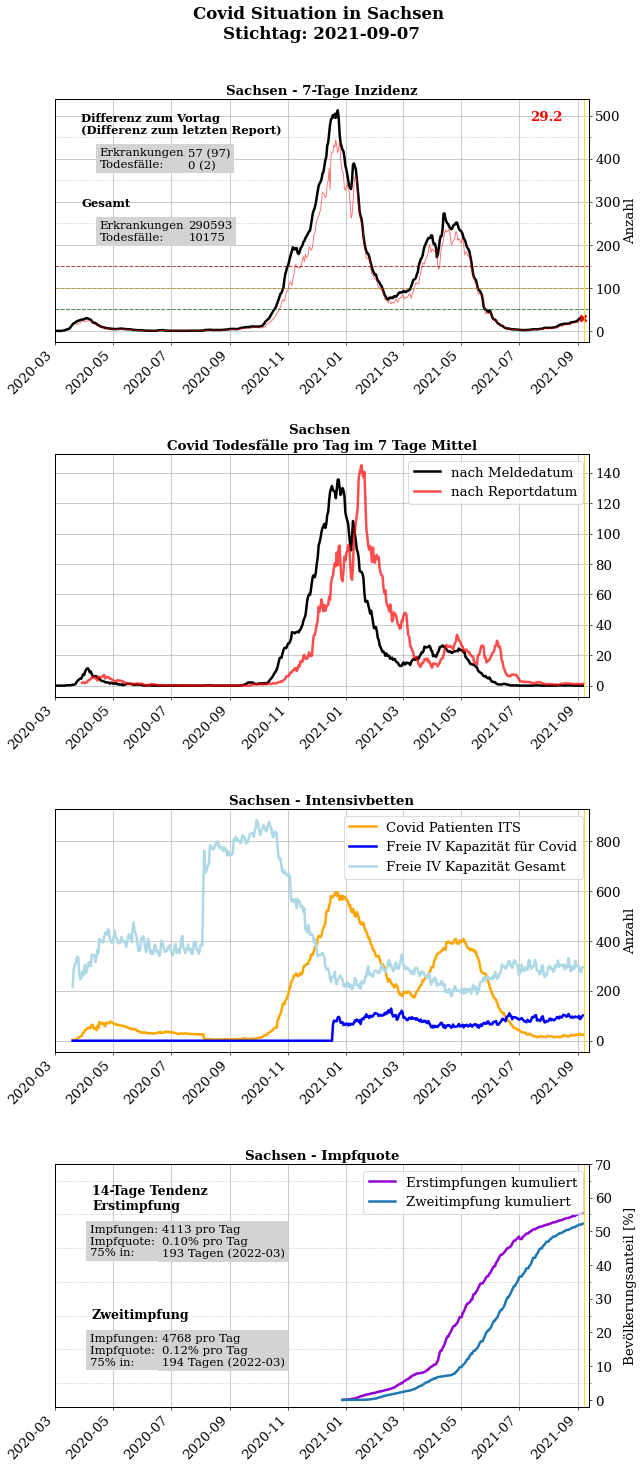 Covid Situation in Sachsen
Stichtag: 2021-09-07
Sachsen - 7-Tage Inzidenz
Differenz zum Vortag
(Differenz zum letzten Report)
Erkrankungen 57 (97)
Todesfälle: 0 (2)
Gesamt
Erkrankungen 290593
Todesfälle: 10175
29.2
500
400
300
200
100
0
Anzahl
2020-03 2020-05 2020-07 2020-09 2020-11 2021-01 2021-03 2021-05 2021-07 2021-09
Sachsen
Covid Todesfälle pro Tag im 7 Tage Mittel
nach Meldedatum
nach Reportdatum
140
120
100
80
60
40
20
0
2020-03 2020-05 2020-07 2020-09 2020-11 2021-01 2021-03 2021-05 2021-07 2021-09
Sachsen - Intensivbetten
Covid Patienten ITS
Freie IV Kapazität für Covid
Freie IV Kapazität Gesamt
800
600
400
200
0
Anzahl
2020-03 2020-05 2020-07 2020-09 2020-11 2021-01 2021-03 2021-05 2021-07 2021-09
Sachsen - Impfquote
14-Tage Tendenz
Erstimpfung
Impfungen: 4113 pro Tag
Impfquote: 0.10% pro Tag
75% in: 193 Tagen (2022-03)
Zweitimpfung
Impfungen: 4768 pro Tag
Impfquote: 0.12% pro Tag
75% in: 194 Tagen (2022-03)
Erstimpfungen kumuliert
Zweitimpfung kumuliert
70
60
50
40
30
20
10
0
Bevölkerungsanteil [%]
2020-03 2020-05 2020-07 2020-09 2020-11 2021-01 2021-03 2021-05 2021-07 2021-09